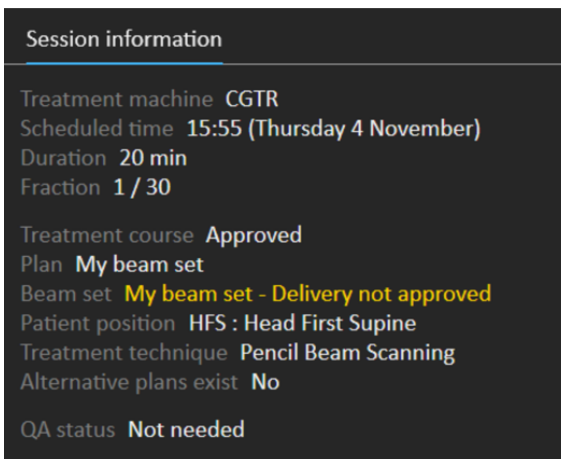 Session information
Treatment machine CGTR
Scheduled time 15:55 (Thursday 4 November)
Duration 20 min
Fraction 1 / 30
Treatment course Approved
Plan My beam set
Beam set My beam set - Delivery not approved
Patient position HFS : Head First Supine
Treatment technique Pencil Beam Scanning
Alternative plans exist No
QA status Not needed